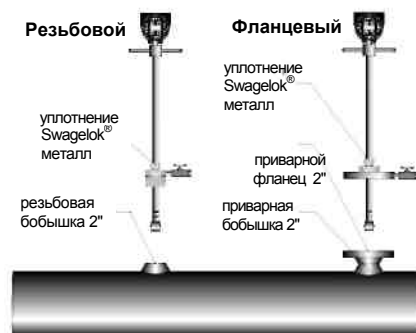 Резьбовой
Фланцевый
уплотнение
Swagelok®
металл
резьбовая
бобышка 2"
уплотнение
Swagelok®
металл
приварной
фланец 2"
приварная
бобышка 2"